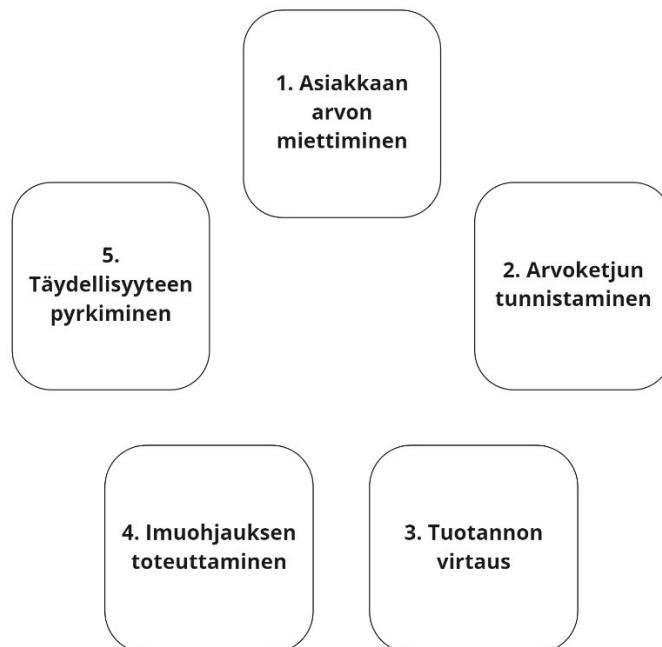 1. Asiakkaan
arvon
miettiminen
2. Arvoketjun
tunnistaminen
3. Tuotannon
virtaus
4. Imuohjauksen
toteuttaminen
5.
Täydellisyyteen
pyrkiminen